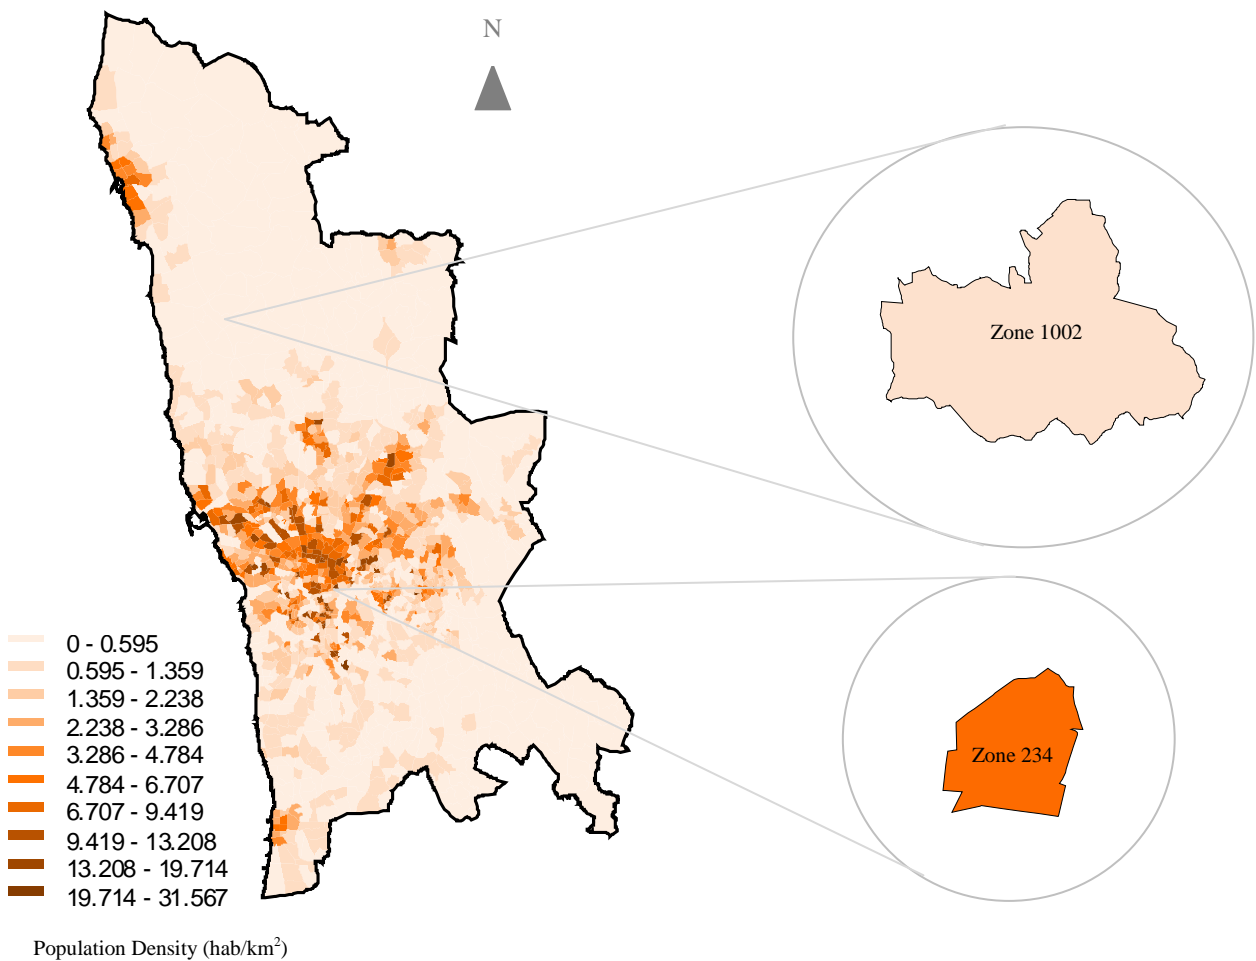 N
Zone 1002
Zone 234
0 - 0.595
0.595 - 1.359
1.359 - 2.238
2.238 - 3.286
3.286 - 4.784
4.784 - 6.707
6.707 - 9.419
9.419 - 13.208
13.208 - 19.714
19.714 - 31.567
Population Density (hab/km²)